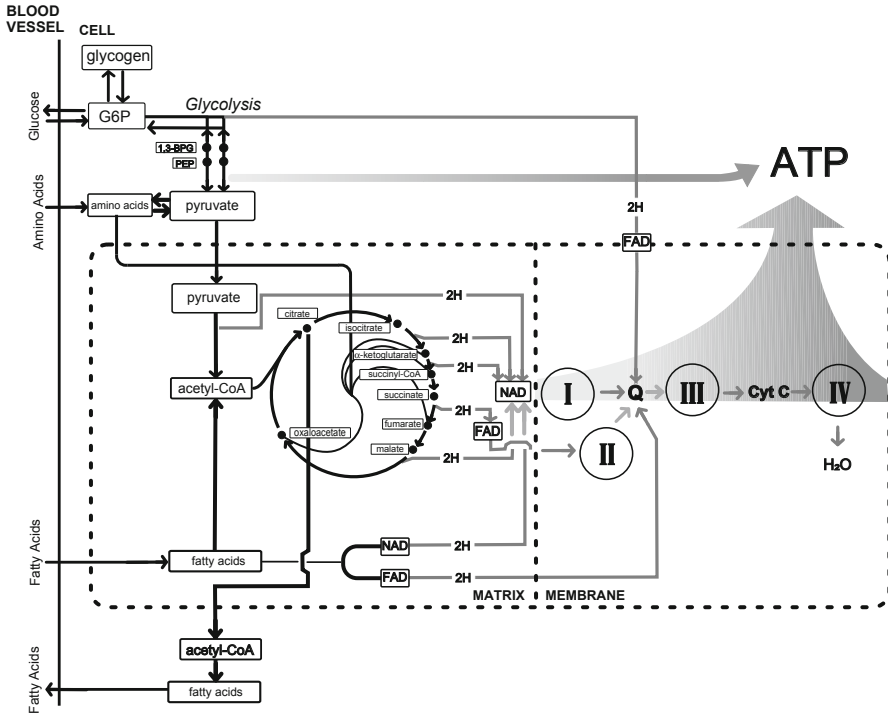 BLOOD
VESSEL
CELL
glycogen
Glucose
G6P
Glycolysis
1,3-BPG
PEP
ATP
Amino Acids
amino acids
pyruvate
2H
FAD
pyruvate
2H
citrate
isocitrate
2H
α-ketoglutarate
2H
succinyl-CoA
acetyl-CoA
succinate
NAD
I
Q
III
Cyt C
IV
2H
fumarate
FAD
oxaloacetate
malate
2H
II
H₂O
Fatty Acids
fatty acids
NAD
2H
FAD
2H
MATRIX
MEMBRANE
acetyl-CoA
Fatty Acids
fatty acids